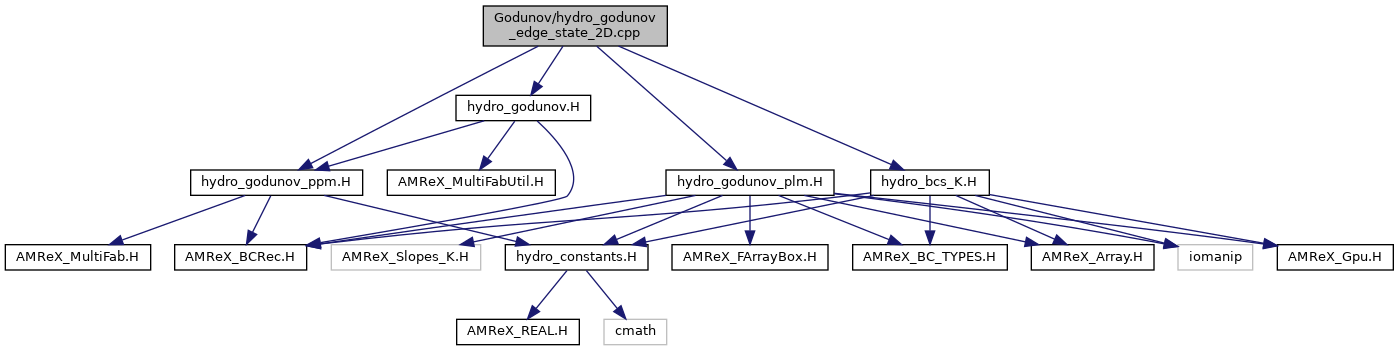 Godunov/hydro_godunov
_edge_state_2D.cpp
hydro_godunov.H
hydro_godunov_ppm.H
AMReX_MultiFabUtil.H
hydro_godunov_plm.H
hydro_bcs_K.H
AMReX_MultiFab.H
AMReX_BCRec.H
AMReX_Slopes_K.H
hydro_constants.H
AMReX_FArrayBox.H
AMReX_BC_TYPES.H
AMReX_Array.H
iomanip
AMReX_Gpu.H
AMReX_REAL.H
cmath